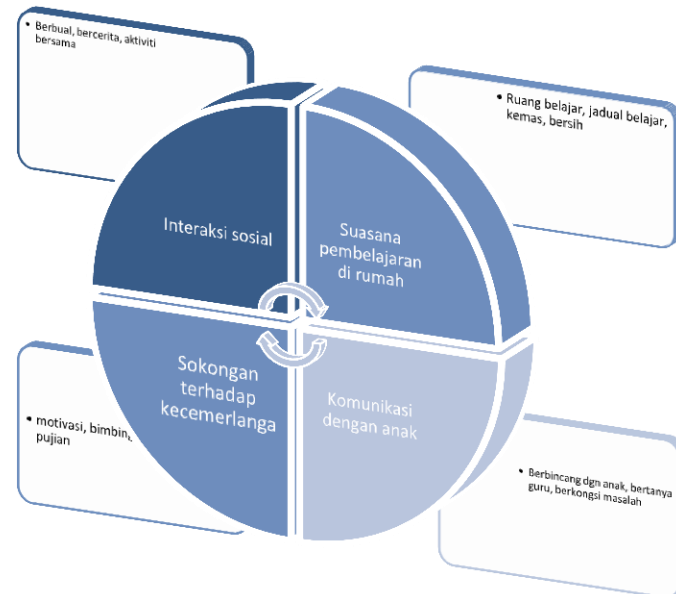 • Berbual, bercerita, aktiviti
bersama
• Ruang belajar, jadual belajar,
kemas, bersih
Interaksi sosial
Suasana
pembelajaran
di rumah
Sokongan
terhadap
kecemerlanga
Komunikasi
dengan anak
• motivasi,
pujian
• Berbincang dgn anak, bertanya
guru, berkongsi masalah